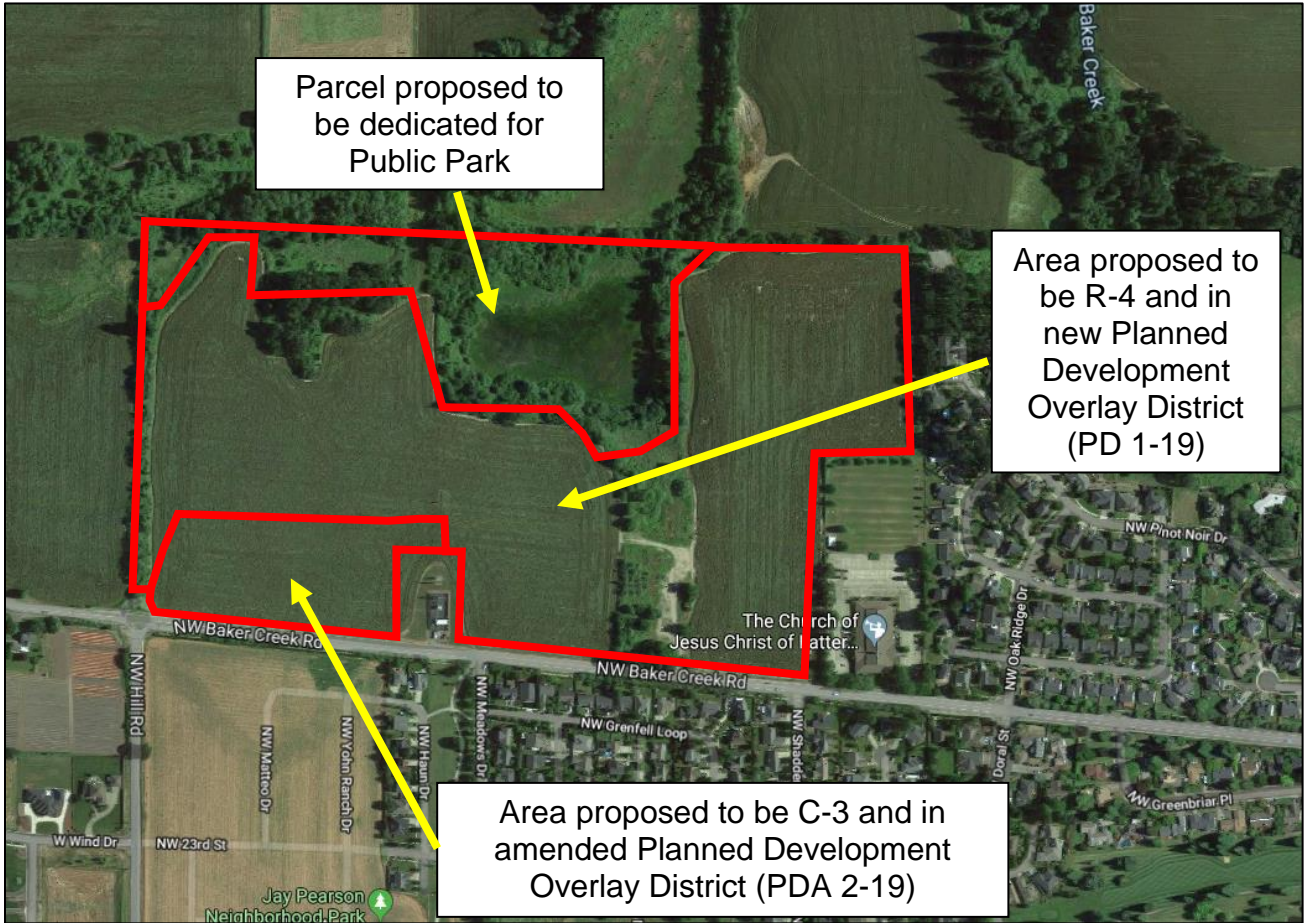 Baker Creek
Parcel proposed to
be dedicated for
Public Park
Area proposed to
be R-4 and in
new Planned
Development
Overlay District
(PD 1-19)
NW Pinot Noir Dr
The Church of
Jesus Christ of Latter...
NW Oak Ridge Dr
NW Baker Creek Rd
NW Baker Creek Rd
NW Hill Rd
NW Matteo Dr
NW Yohn Ranch Dr
NW Haun Dr
NW Meadows Dr
NW Grenfell Loop
NW Shadde
Doral St
NW Greenbriar Pl
W Wind Dr
NW 23rd St
Area proposed to be C-3 and in
amended Planned Development
Overlay District (PDA 2-19)
Jay Pearson
Neighborhood Park